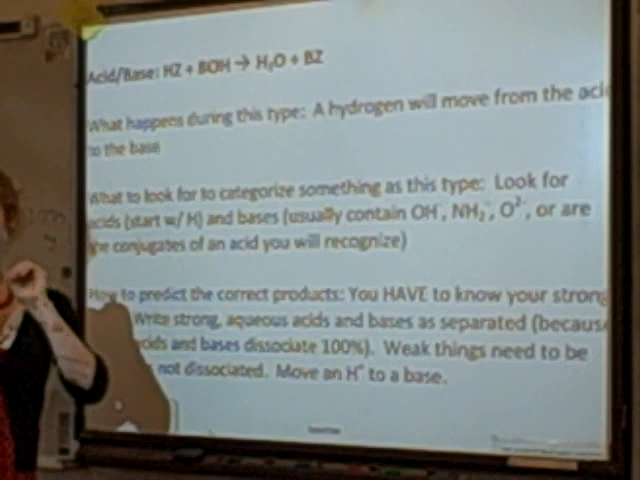 Acid/Base: HZ + BOH → H₂O + BZ
What happens during this type: A hydrogen will move from the aci
to the base
What to look for to categorize something as this type: Look for
acids (start w/ H) and bases (usually contain OH⁻, NH₂⁻, O²⁻, or are
the conjugates of an acid you will recognize)
How to predict the correct products: You HAVE to know your strong
Write strong, aqueous acids and bases as separated (becaus
cids and bases dissociate 100%). Weak things need to be
not dissociated. Move an H⁺ to a base.